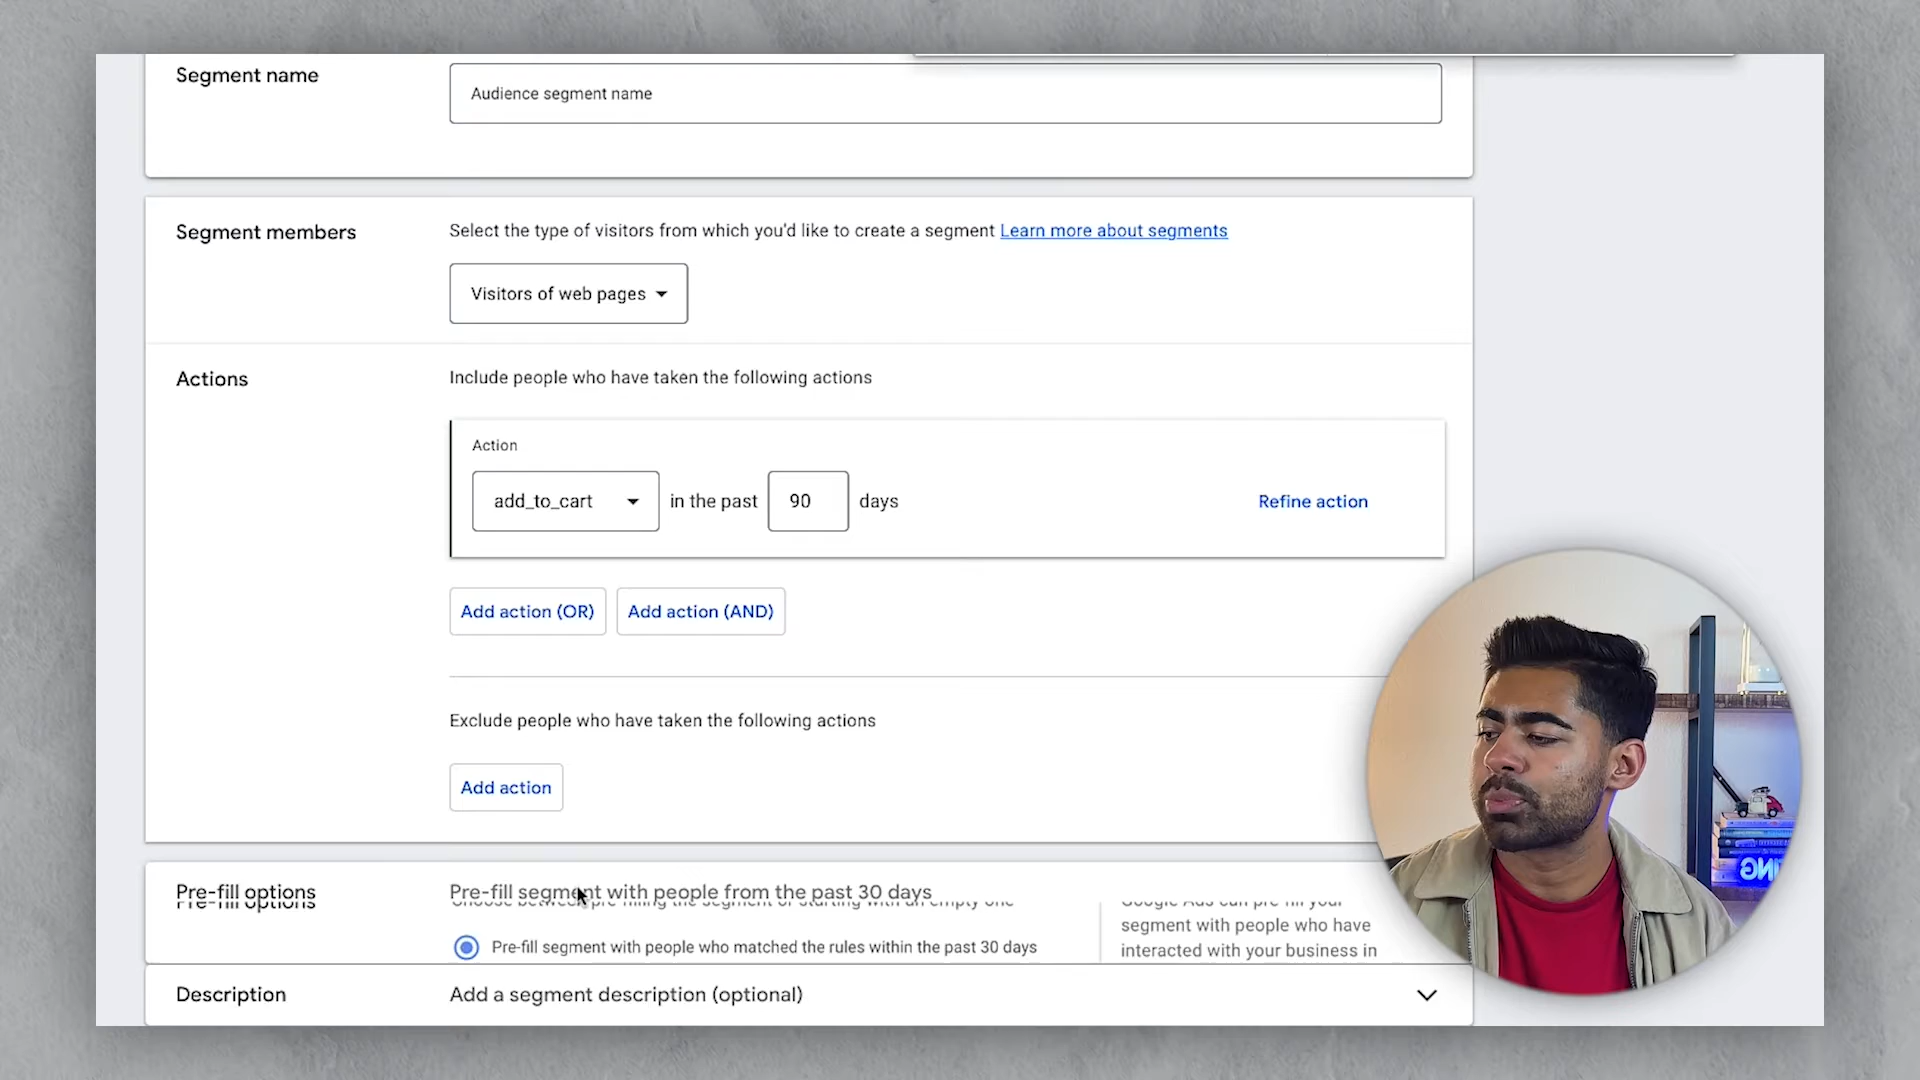 Segment name
Audience segment name
Segment members
Select the type of visitors from which you'd like to create a segment Learn more about segments
Visitors of web pages
Actions
Include people who have taken the following actions
Action
add_to_cart in the past 90 days Refine action
Add action (OR) Add action (AND)
Exclude people who have taken the following actions
Add action
Pre-fill options Pre-fill segment with people from the past 30 days
Pre-fill options
Choose between pre-filling the segment or starting with an empty one
Pre-fill segment with people who matched the rules within the past 30 days
Google Ads can pre-fill your
segment with people who have
interacted with your business in
Description Add a segment description (optional)